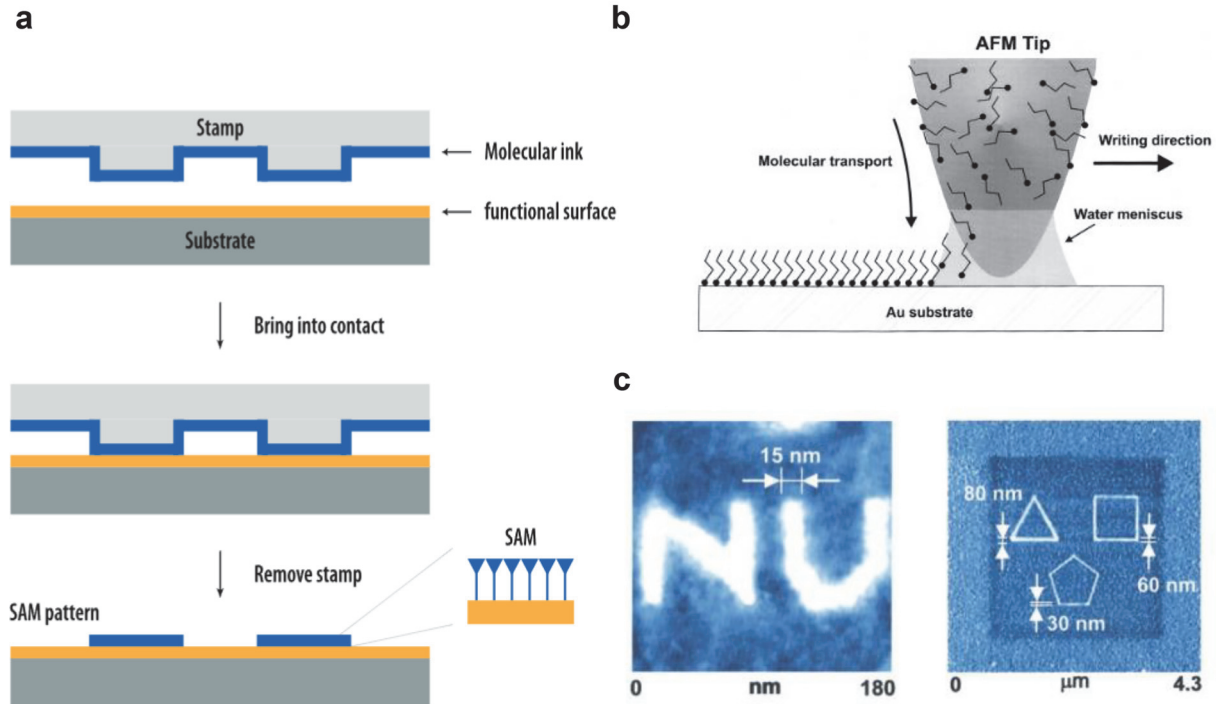 a
Stamp
Molecular ink
functional surface
Substrate
Bring into contact
Remove stamp
SAM
SAM pattern
b
AFM Tip
Molecular transport
Writing direction
Water meniscus
Au substrate
c
15 nm
NU
0 nm 180
80 nm
60 nm
30 nm
0 µm 4.3